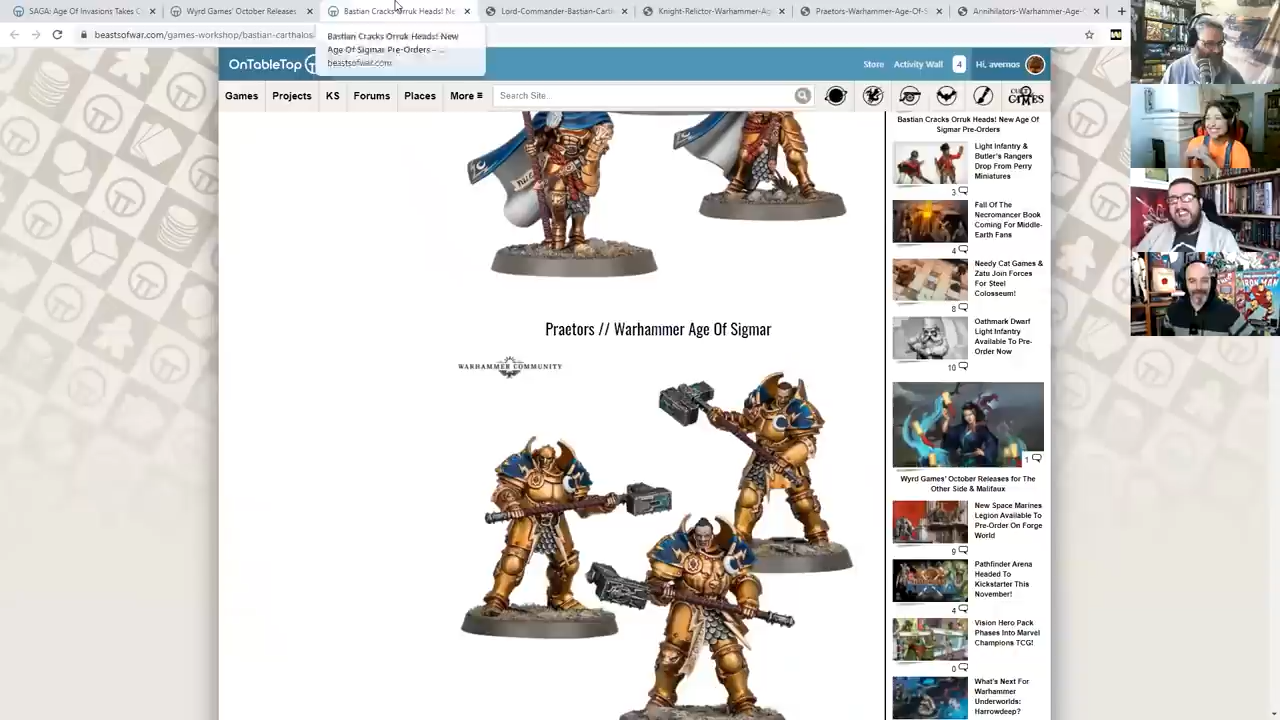 SAGA: Age Of Invasions Takes C
Wyrd Games' October Releases
Bastian Cracks Orruk Heads! Ne
Lord-Commander-Bastian-Carth
Knight-Relictor-Warhammer-Ag
Praetors-Warhammer-Age-Of-S
Annihilators-Warhammer-Age-
beastsofwar.com/games-workshop/bastian-carthalos
Bastian Cracks Orruk Heads! New
Age Of Sigmar Pre-Orders – ...
beastsofwar.com
OnTableTop
Store
Activity Wall
4
Hi, avernos
Games
Projects
KS
Forums
Places
More ≡
Search Site...
GAMES
Bastian Cracks Orruk Heads! New Age Of
Sigmar Pre-Orders
Light Infantry &
Butler's Rangers
Drop From Perry
Miniatures
3
Fall Of The
Necromancer Book
Coming For Middle-
Earth Fans
4
Needy Cat Games &
Zatu Join Forces
For Steel
Colosseum!
8
Oathmark Dwarf
Light Infantry
Available To Pre-
Order Now
10
1
Wyrd Games' October Releases for The
Other Side & Malifaux
New Space Marines
Legion Available To
Pre-Order On Forge
World
9
Pathfinder Arena
Headed To
Kickstarter This
November!
4
Vision Hero Pack
Phases Into Marvel
Champions TCG!
0
What's Next For
Warhammer
Underworlds:
Harrowdeep?
Praetors // Warhammer Age Of Sigmar
WARHAMMER COMMUNITY
IRON MAN